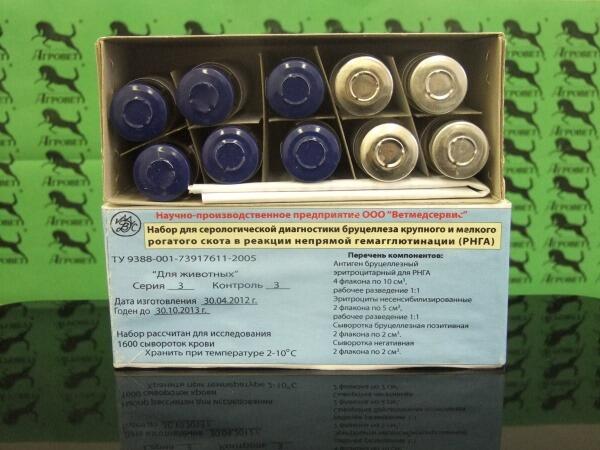 АГРОВЕТ
Научно-производственное предприятие ООО "Ветмедсервис"
Набор для серологической диагностики бруцеллеза крупного и мелкого
рогатого скота в реакции непрямой гемагглютинации (РНГА)
ТУ 9388-001-73917611-2005
"Для животных"
Серия 3 Контроль 3
Дата изготовления 30.04.2012 г.
Годен до 30.10.2013 г.
Набор рассчитан для исследования
1600 сывороток крови
Хранить при температуре 2-10°С
Перечень компонентов:
Антиген бруцеллезный
эритроцитарный для РНГА
4 флакона по 10 см³,
рабочее разведение 1:1
Эритроциты несенсибилизированные
2 флакона по 5 см³,
рабочее разведение 1:1
Сыворотка бруцеллезная позитивная
2 флакона по 2 см³
Сыворотка негативная
2 флакона по 2 см³.